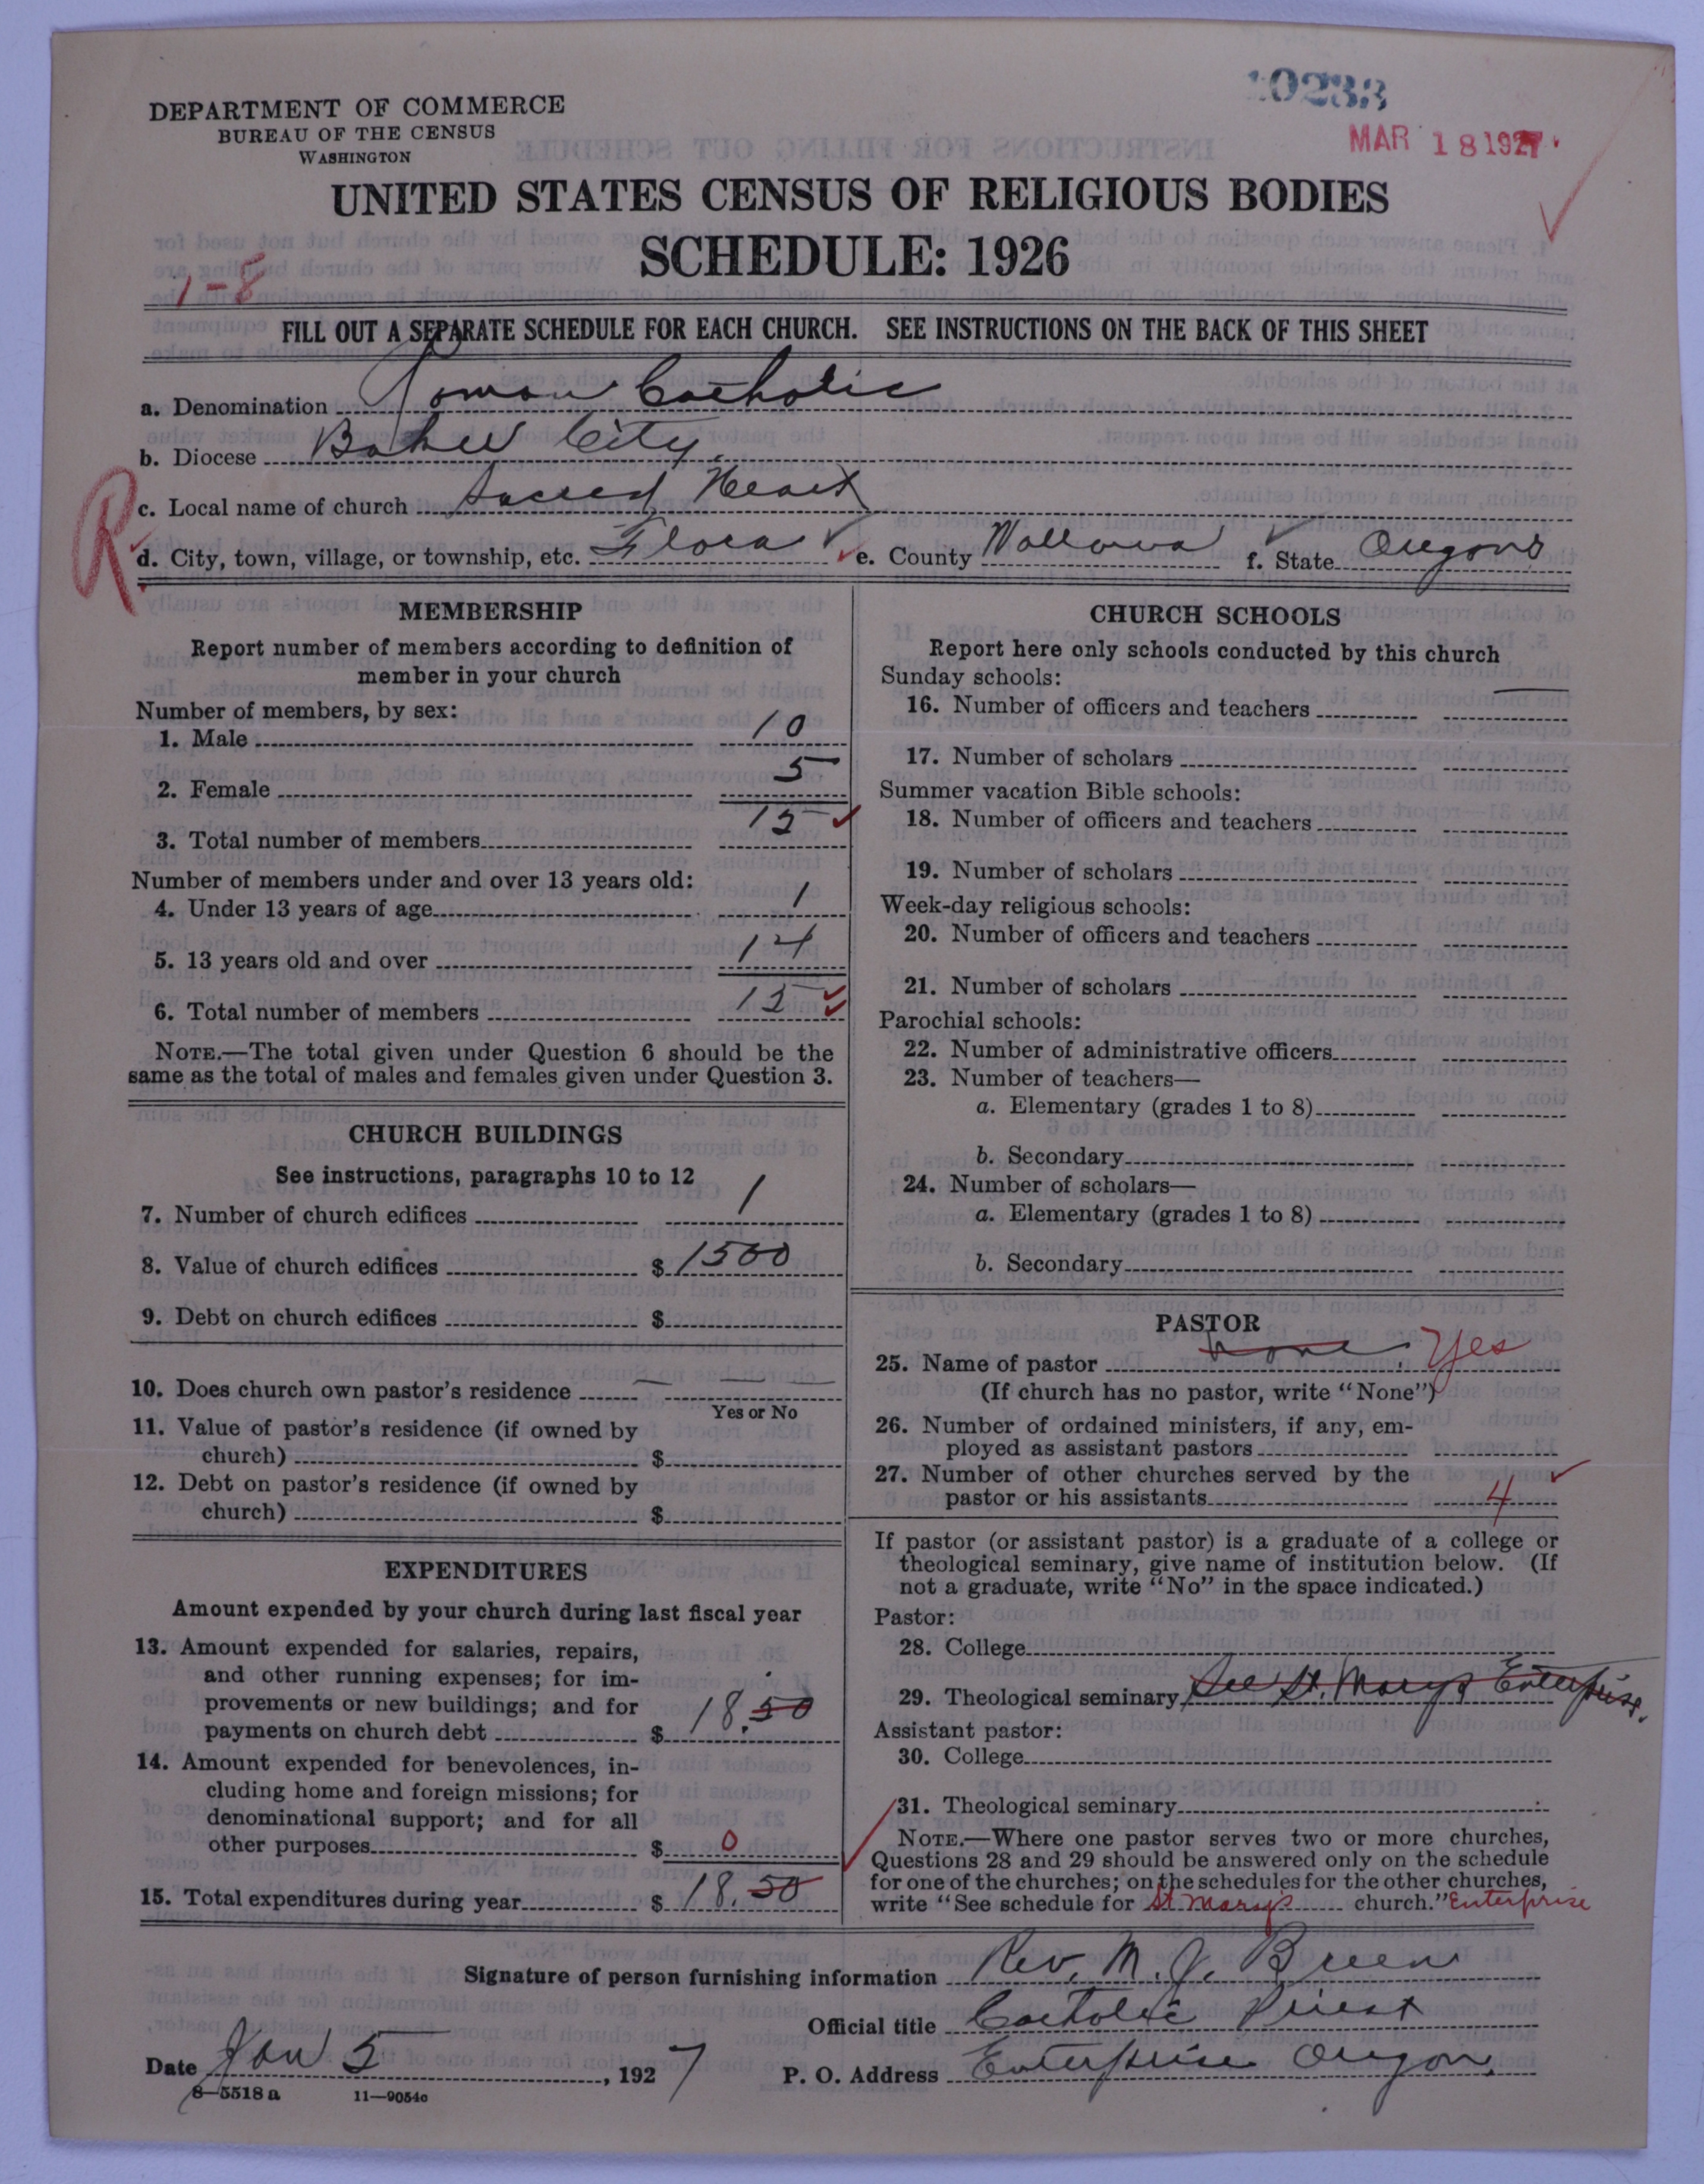 10233
MAR 18 1927
DEPARTMENT OF COMMERCE
BUREAU OF THE CENSUS
WASHINGTON
UNITED STATES CENSUS OF RELIGIOUS BODIES
SCHEDULE: 1926
1-8
FILL OUT A SEPARATE SCHEDULE FOR EACH CHURCH. SEE INSTRUCTIONS ON THE BACK OF THIS SHEET
a. Denomination Roman Catholic
b. Diocese Baker City
R
c. Local name of church Sacred Heart
d. City, town, village, or township, etc. Flora e. County Wallowa f. State Oregon
MEMBERSHIP
Report number of members according to definition of
member in your church
Number of members, by sex:
1. Male 10
2. Female 5
3. Total number of members 15
Number of members under and over 13 years old:
4. Under 13 years of age 1
5. 13 years old and over 14
6. Total number of members 15
NOTE.—The total given under Question 6 should be the
same as the total of males and females given under Question 3.
CHURCH BUILDINGS
See instructions, paragraphs 10 to 12
7. Number of church edifices 1
8. Value of church edifices $ 1500
9. Debt on church edifices $
10. Does church own pastor's residence
Yes or No
11. Value of pastor's residence (if owned by
church) $
12. Debt on pastor's residence (if owned by
church) $
EXPENDITURES
Amount expended by your church during last fiscal year
13. Amount expended for salaries, repairs,
and other running expenses; for im-
provements or new buildings; and for
payments on church debt $ 18.50
14. Amount expended for benevolences, in-
cluding home and foreign missions; for
denominational support; and for all
other purposes $ 0
15. Total expenditures during year $ 18.50
CHURCH SCHOOLS
Report here only schools conducted by this church
Sunday schools:
16. Number of officers and teachers
17. Number of scholars
Summer vacation Bible schools:
18. Number of officers and teachers
19. Number of scholars
Week-day religious schools:
20. Number of officers and teachers
21. Number of scholars
Parochial schools:
22. Number of administrative officers
23. Number of teachers—
a. Elementary (grades 1 to 8)
b. Secondary
24. Number of scholars—
a. Elementary (grades 1 to 8)
b. Secondary
PASTOR
25. Name of pastor None Yes
(If church has no pastor, write "None")
26. Number of ordained ministers, if any, em-
ployed as assistant pastors
27. Number of other churches served by the
pastor or his assistants 4
If pastor (or assistant pastor) is a graduate of a college or
theological seminary, give name of institution below. (If
not a graduate, write "No" in the space indicated.)
Pastor:
28. College
29. Theological seminary See St. Marys Enterprise.
Assistant pastor:
30. College
31. Theological seminary
NOTE.—Where one pastor serves two or more churches,
Questions 28 and 29 should be answered only on the schedule
for one of the churches; on the schedules for the other churches,
write "See schedule for St Marys church." Enterprise
Signature of person furnishing information Rev. M. J. Breen
Official title Catholic Priest
Date Jan 5, 1927 P. O. Address Enterprise Oregon
8—5518 a 11—9054c